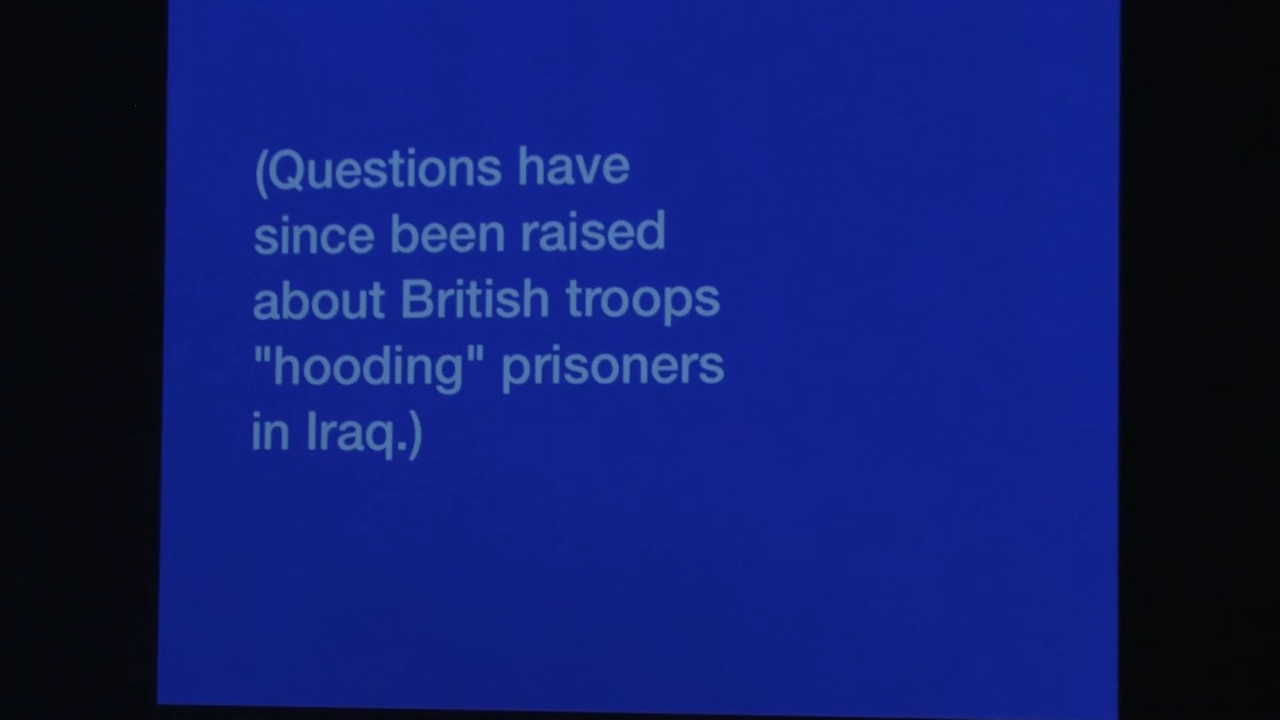 (Questions have
since been raised
about British troops
"hooding" prisoners
in Iraq.)